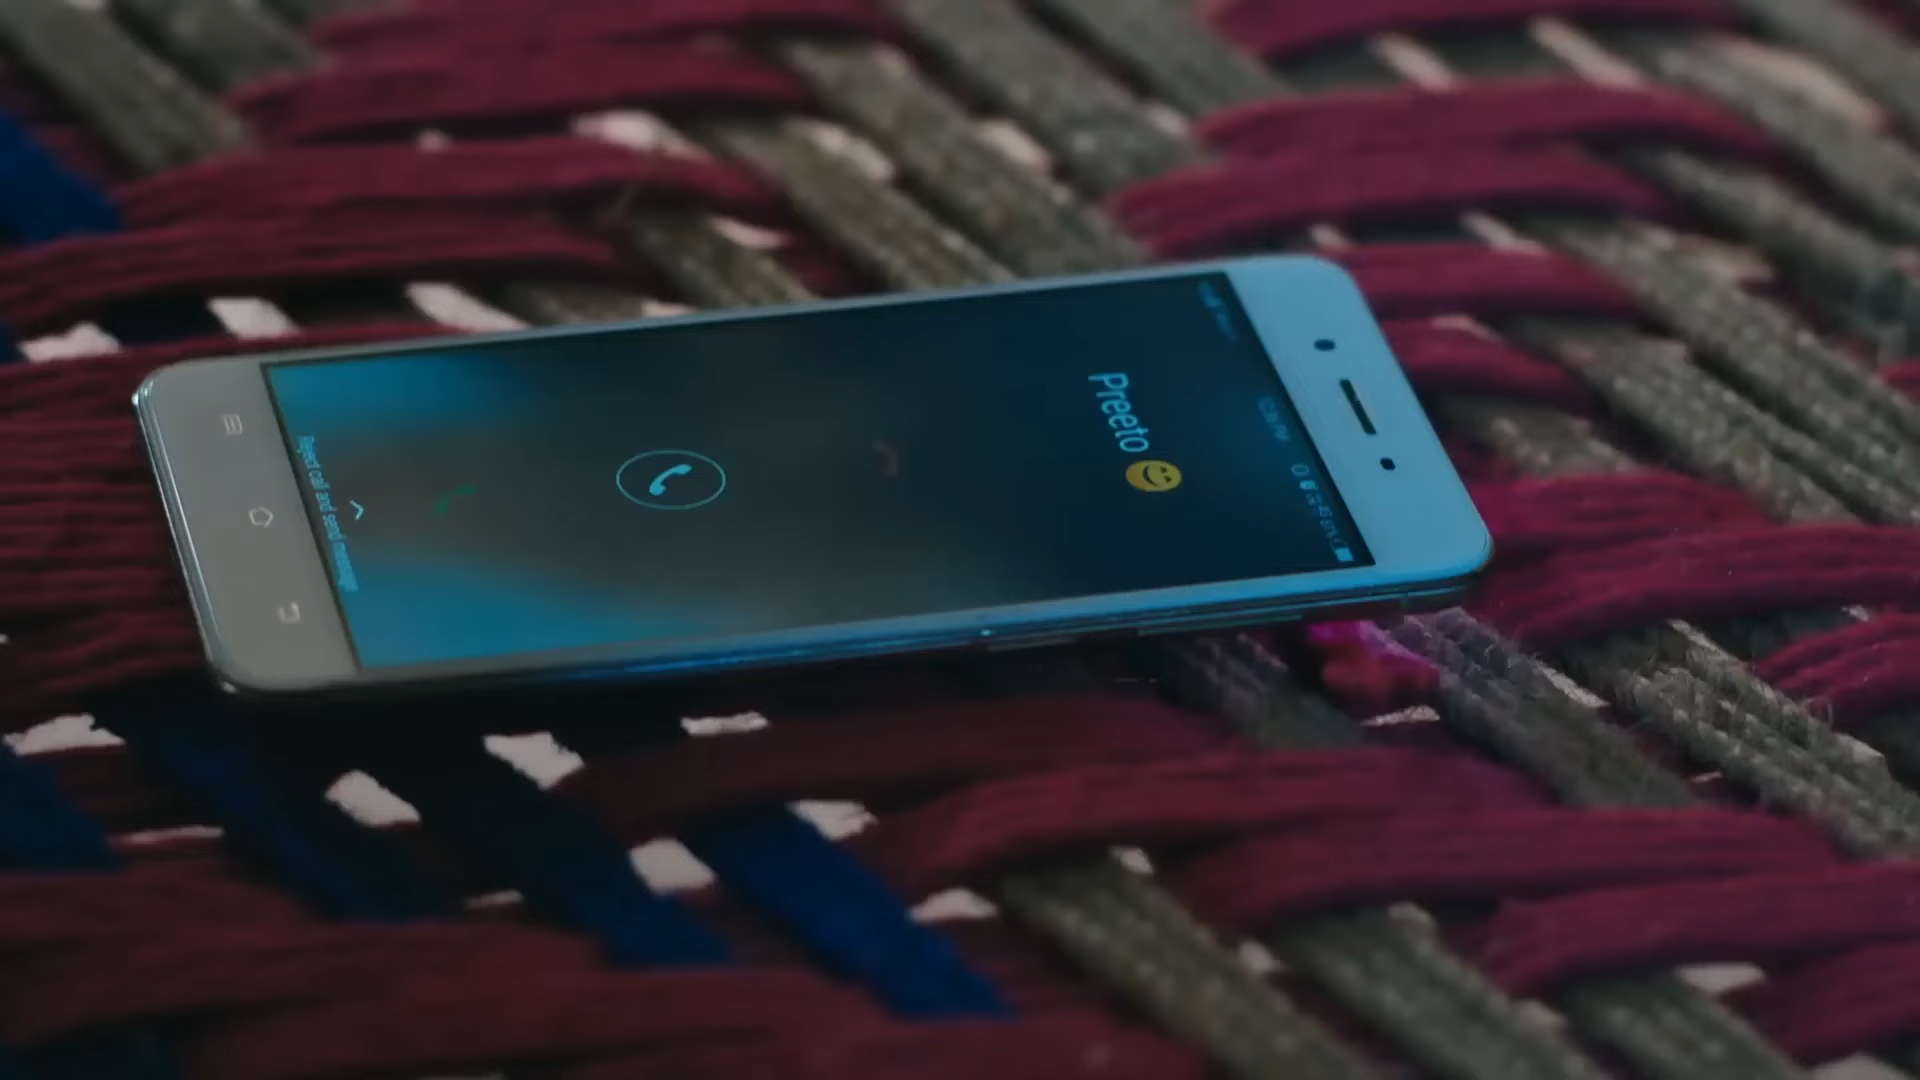 Preeto 😄
Reject call and send message